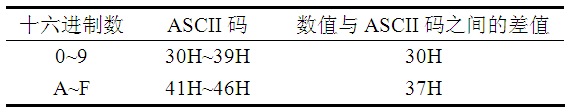 十六进制数 ASCII 码 数值与 ASCII 码之间的差值
0~9 30H~39H 30H
A~F 41H~46H 37H